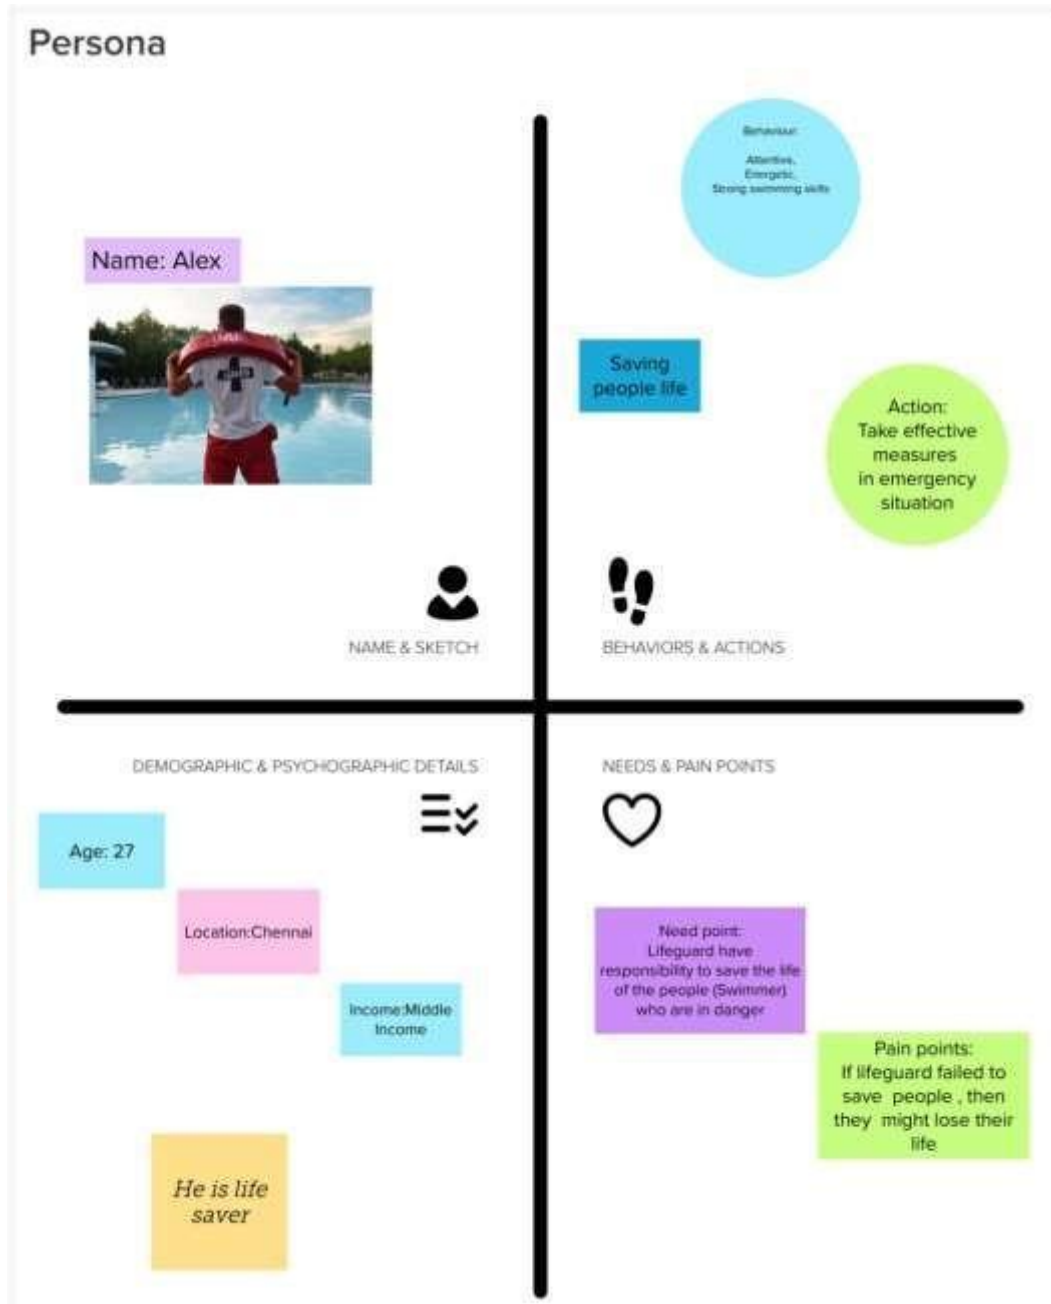 Persona
Name: Alex
NAME & SKETCH
Behaviour:
Attentive,
Energetic,
Strong swimming skills
Saving
people life
Action:
Take effective
measures
in emergency
situation
BEHAVIORS & ACTIONS
DEMOGRAPHIC & PSYCHOGRAPHIC DETAILS
Age: 27
Location:Chennai
Income:Middle
Income
He is life
saver
NEEDS & PAIN POINTS
Need point:
Lifeguard have
responsibility to save the life
of the people (Swimmer)
who are in danger
Pain points:
If lifeguard failed to
save people , then
they might lose their
life